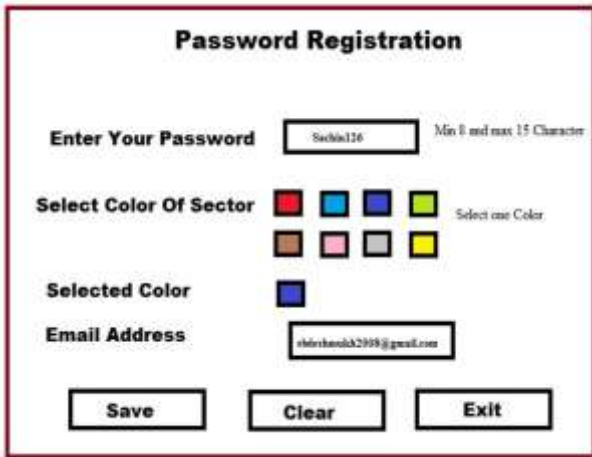 Password Registration
Enter Your Password Sachin126 Min 8 and max 15 Character
Select Color Of Sector
Select one Color
Selected Color
Email Address
Save Clear Exit